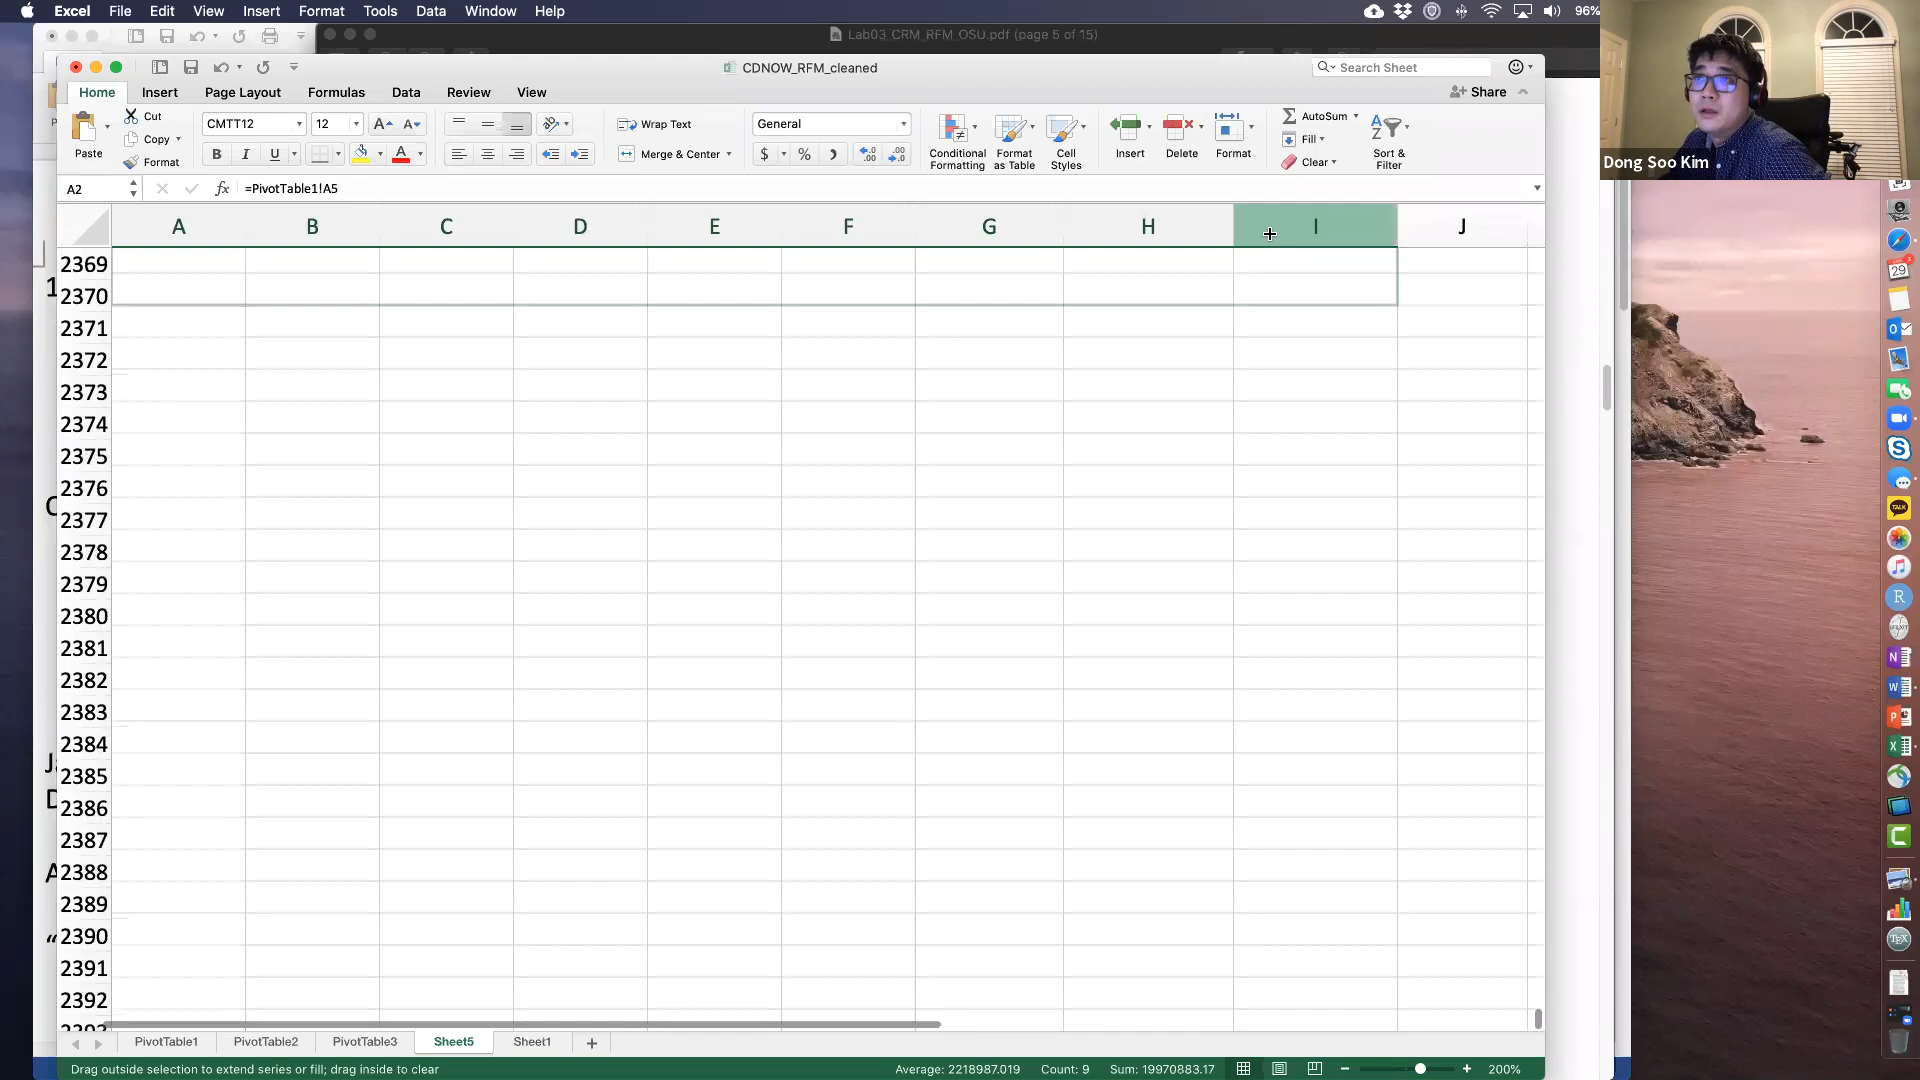 Excel File Edit View Insert Format Tools Data Window Help 96%
Lab03_CRM_RFM_OSU.pdf (page 5 of 15)
CDNOW_RFM_cleaned
Search Sheet
Home Insert Page Layout Formulas Data Review View
Share
Paste
Cut
Copy
Format
CMTT12 12
B I U
Wrap Text
Merge & Center
General
$ %
Conditional Formatting
Format as Table
Cell Styles
Insert
Delete
Format
AutoSum
Fill
Clear
Sort & Filter
Dong Soo Kim
A2 fx =PivotTable1!A5
A B C D E F G H I J
2369
2370
2371
2372
2373
2374
2375
2376
2377
2378
2379
2380
2381
2382
2383
2384
2385
2386
2387
2388
2389
2390
2391
2392
2393
PivotTable1 PivotTable2 PivotTable3 Sheet5 Sheet1
Drag outside selection to extend series or fill; drag inside to clear
Average: 2218987.019 Count: 9 Sum: 19970883.17
200%
29
TALK